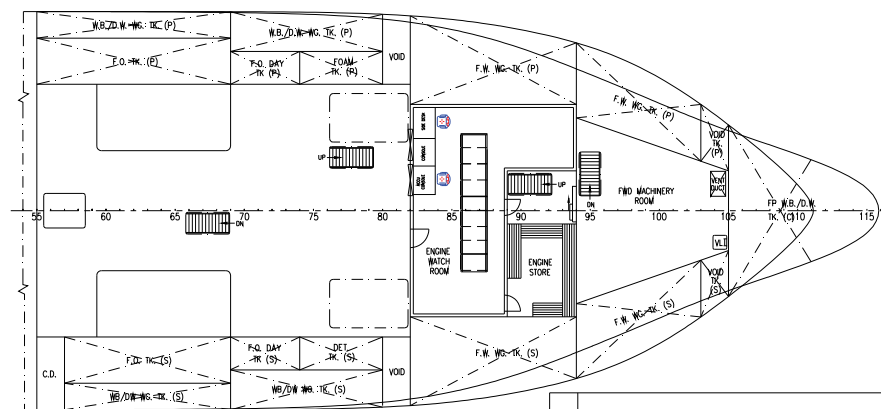 W.B./D.W. WG. TK. (P)
F.O. TK. (P)
W.B./D.W. WG. TK. (P)
F.O. DAY
TK (P)
FOAM
TK. (P)
VOID
F.W. WG. TK. (P)
F.W. WG. TK. (P)
VOID
TK.
(P)
UP
UP
DN
VENT
DUCT
FWD MACHINERY
ROOM
FP W.B./D.W.
TK. (C)
55 60 65 70 75 80 85 90 95 100 105 110 115
DN
ENGINE
WATCH
ROOM
ENGINE
STORE
VLI
VOID
TK.
(S)
F.W. WG. TK. (S)
F.W. WG. TK. (S)
C.D.
F.O. TK. (S)
F.O. DAY
TK (S)
DET.
TK. (S)
VOID
WB/DW WG. TK. (S)
WB/DW WG. TK. (S)